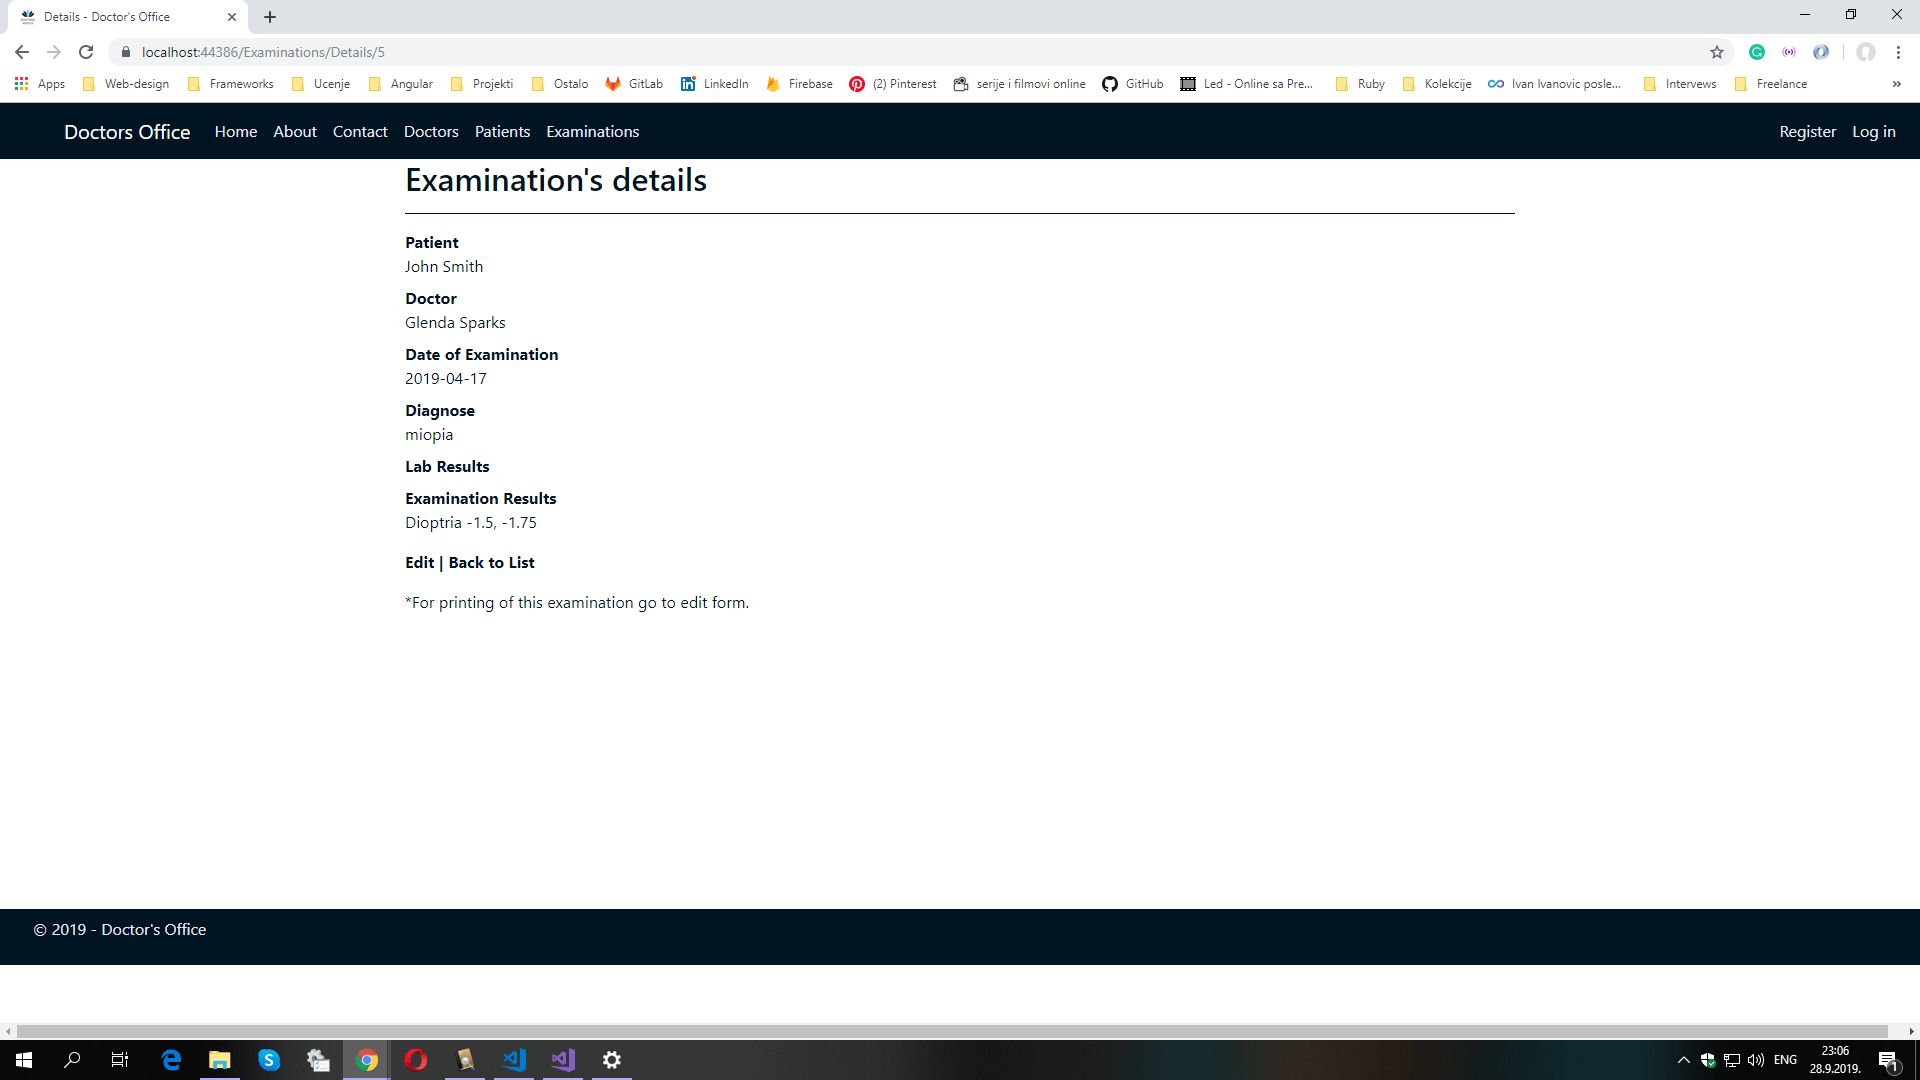 Details - Doctor's Office
localhost:44386/Examinations/Details/5
Apps Web-design Frameworks Ucenje Angular Projekti Ostalo GitLab LinkedIn Firebase (2) Pinterest serije i filmovi online GitHub Led - Online sa Pre... Ruby Kolekcije Ivan Ivanovic posle... Intervews Freelance »
Doctors Office Home About Contact Doctors Patients Examinations Register Log in
Examination's details
Patient
John Smith
Doctor
Glenda Sparks
Date of Examination
2019-04-17
Diagnose
miopia
Lab Results
Examination Results
Dioptria -1.5, -1.75
Edit | Back to List
*For printing of this examination go to edit form.
© 2019 - Doctor's Office
ENG 23:06
28.9.2019.
1